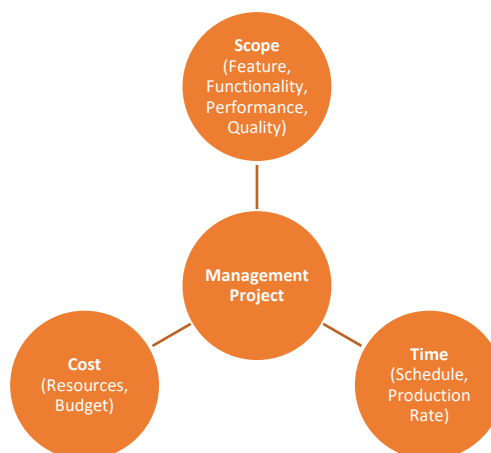 Scope
(Feature,
Functionality,
Performance,
Quality)
Management
Project
Cost
(Resources,
Budget)
Time
(Schedule,
Production
Rate)